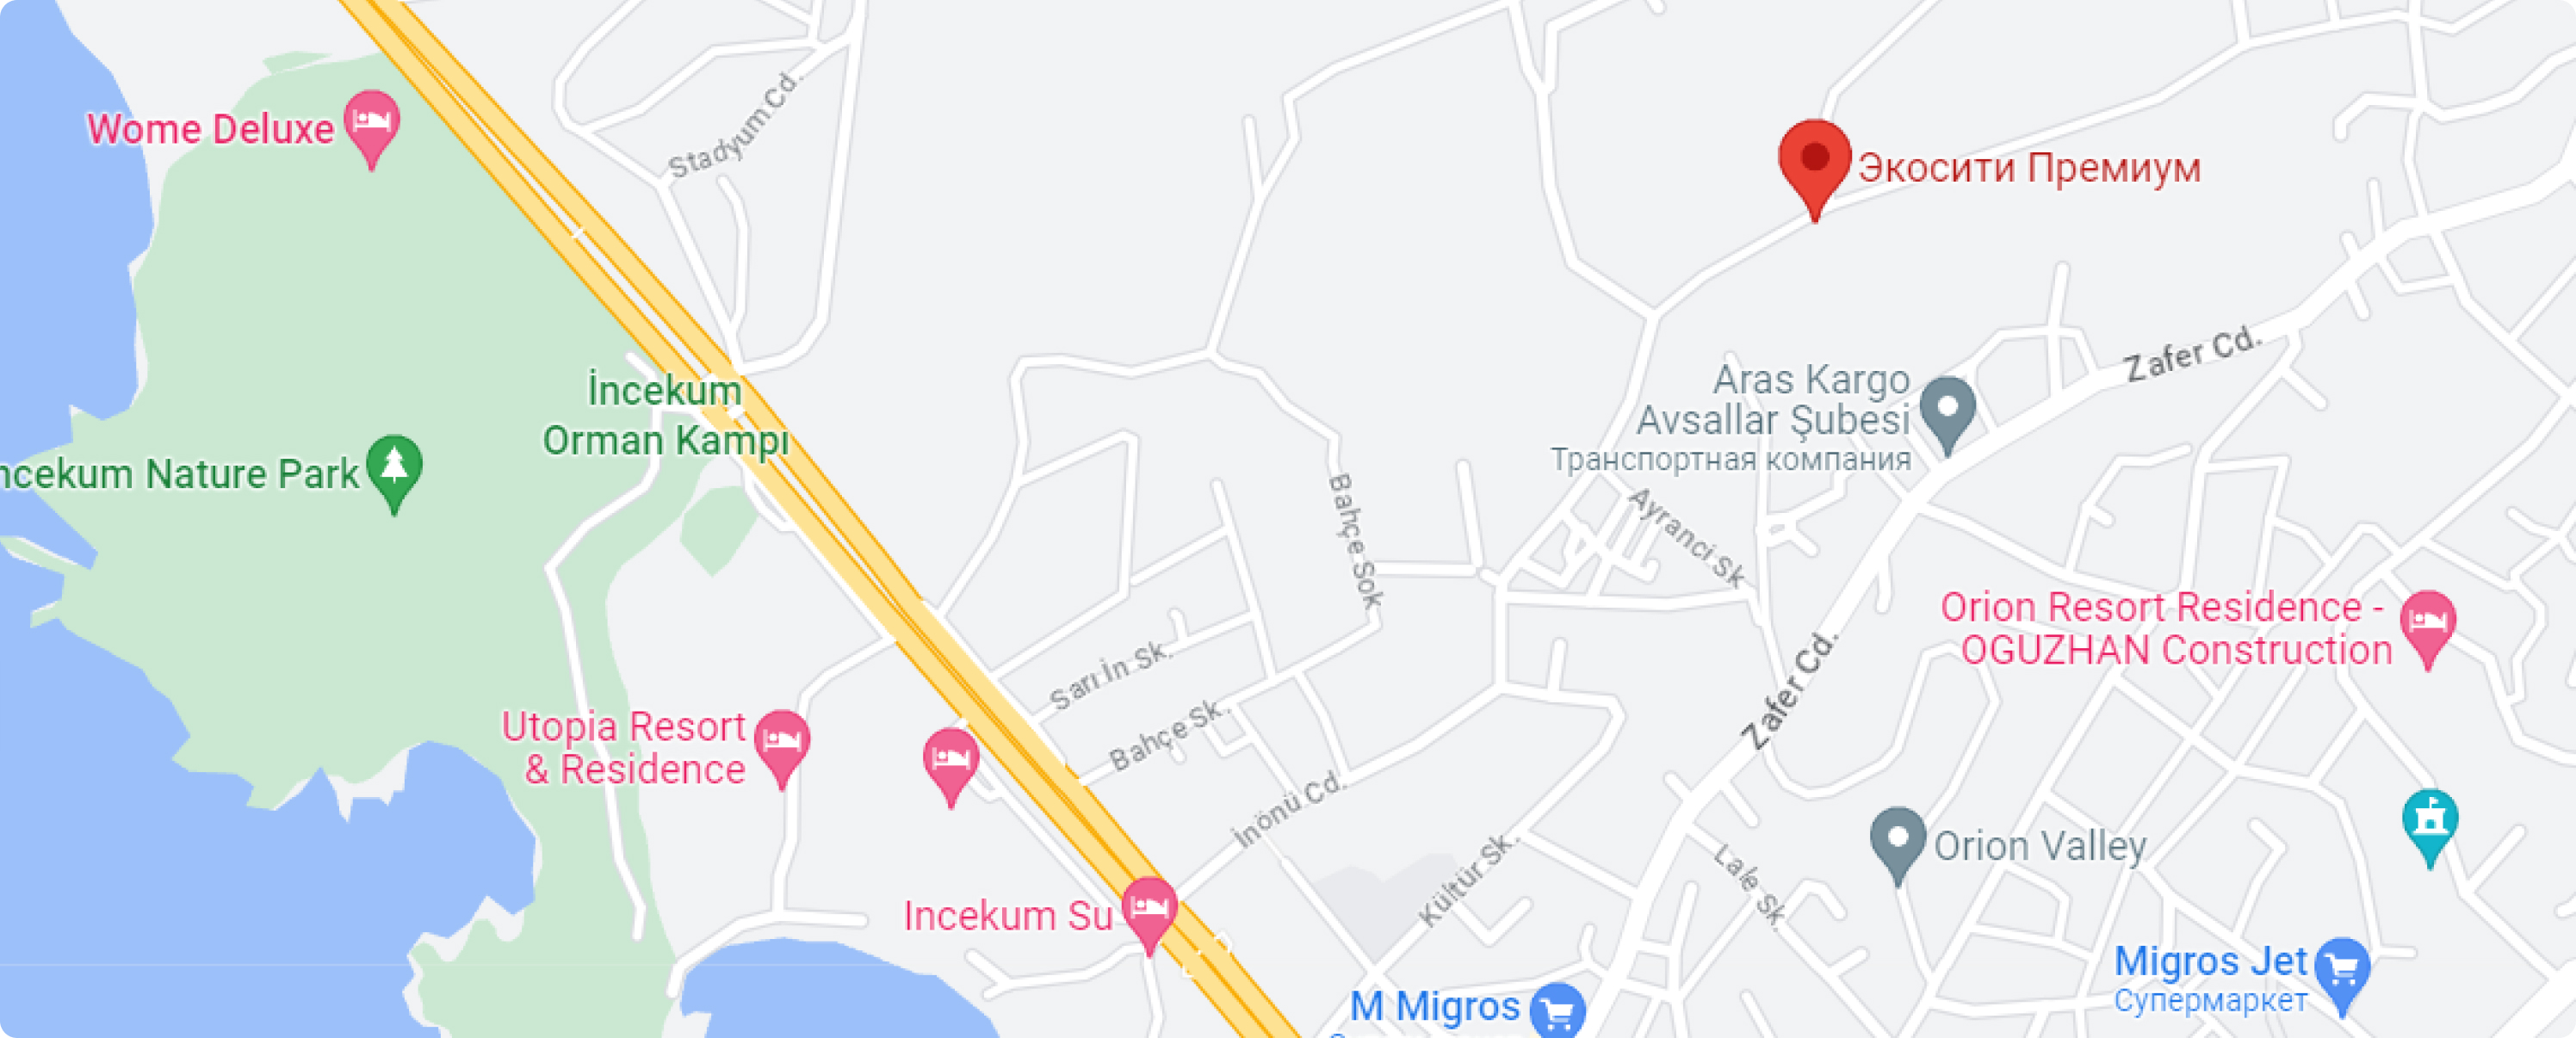 Stadyum Cd.
Wome Deluxe
Экосити Премиум
Zafer Cd.
İncekum
Orman Kampı
Aras Kargo
Avsallar Şubesi
Транспортная компания
ncekum Nature Park
Bahçe Sok
Ayranci Sk
Orion Resort Residence -
OGUZHAN Construction
Sarı İn Sk.
Zafer Cd.
Bahçe Sk.
Utopia Resort
& Residence
İnönü Cd.
Kültür Sk.
Lale Sk.
Orion Valley
Incekum Su
Migros Jet
Супермаркет
M Migros